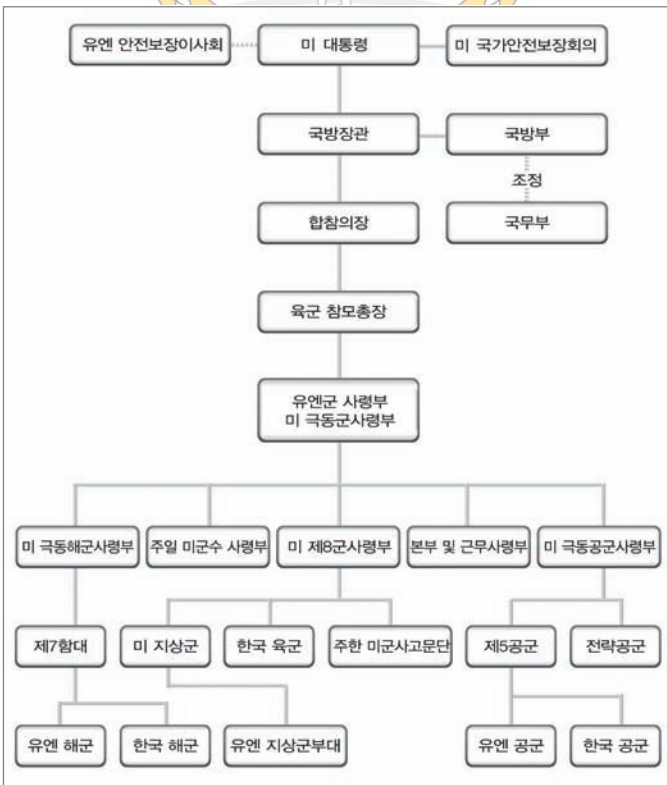 유엔 안전보장이사회
미 대통령
미 국가안전보장회의
국방장관
국방부
조정
합참의장
국무부
육군 참모총장
유엔군 사령부
미 극동군사령부
미 극동해군사령부
주일 미군수 사령부
미 제8군사령부
본부 및 근무사령부
미 극동공군사령부
제7함대
미 지상군
한국 육군
주한 미군사고문단
제5공군
전략공군
유엔 해군
한국 해군
유엔 지상군부대
유엔 공군
한국 공군